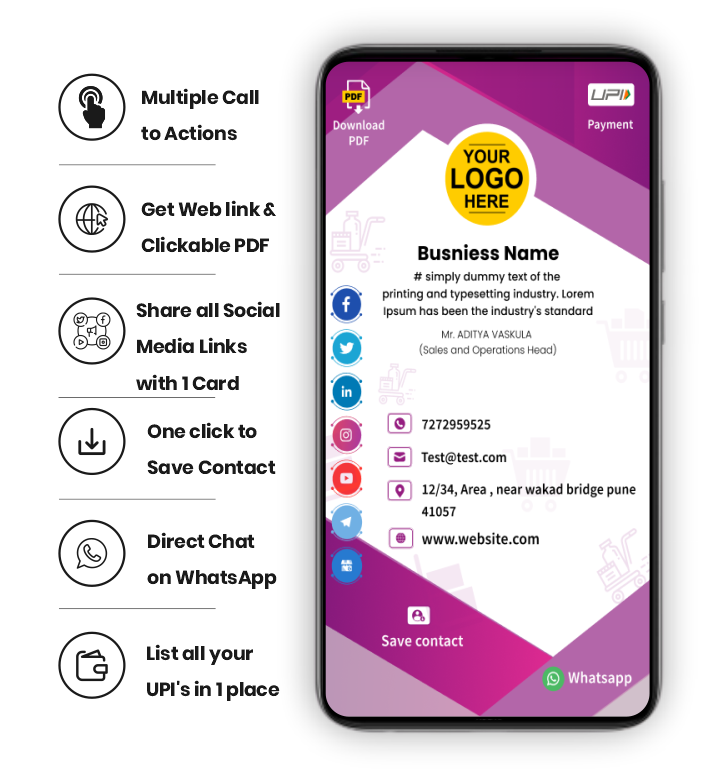 Multiple Call
to Actions
Get Web link &
Clickable PDF
Share all Social
Media Links
with 1 Card
One click to
Save Contact
Direct Chat
on WhatsApp
List all your
UPI's in 1 place
PDF
Download
PDF
UPI
Payment
YOUR
LOGO
HERE
Busniess Name
# simply dummy text of the
printing and typesetting industry. Lorem
Ipsum has been the industry's standard
Mr. ADITYA VASKULA
(Sales and Operations Head)
f
in
7272959525
Test@test.com
12/34, Area , near wakad bridge pune
41057
www.website.com
Save contact
Whatsapp